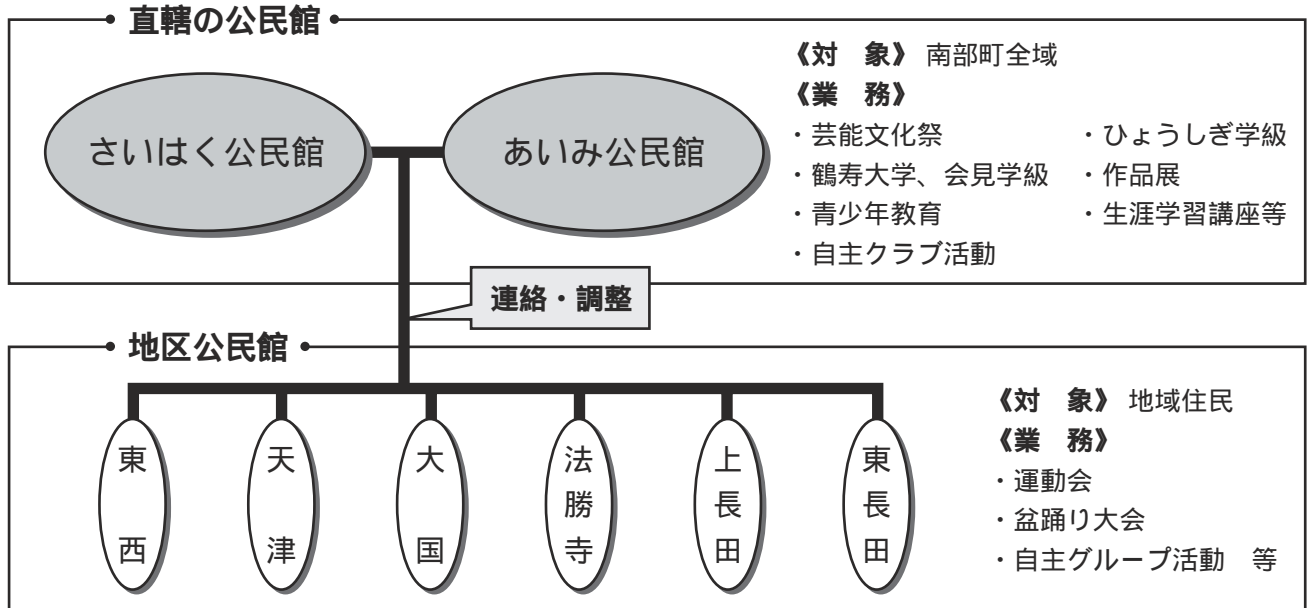 直轄の公民館
さいはく公民館
あいみ公民館
《対　象》 南部町全域
《業　務》
・芸能文化祭
・鶴寿大学、会見学級
・青少年教育
・自主クラブ活動
・ひょうしぎ学級
・作品展
・生涯学習講座等
連絡・調整
地区公民館
東西
天津
大国
法勝寺
上長田
東長田
《対　象》 地域住民
《業　務》
・運動会
・盆踊り大会
・自主グループ活動　等